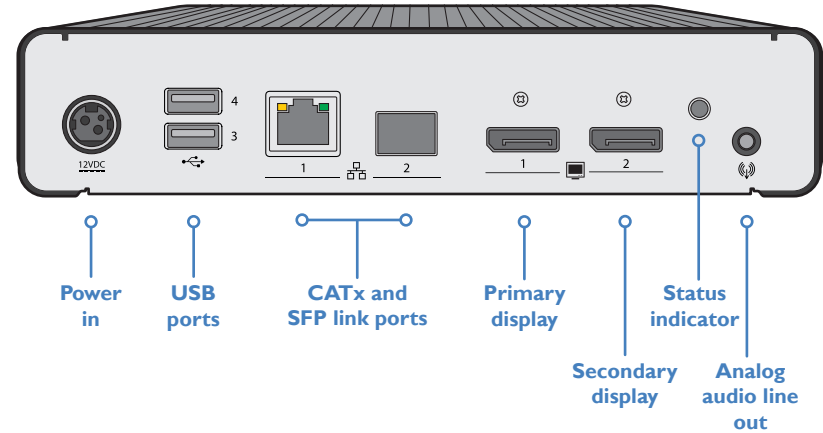 4
3
12VDC
1
2
1
2
Power
in
USB
ports
CATx and
SFP link ports
Primary
display
Secondary
display
Status
indicator
Analog
audio line
out